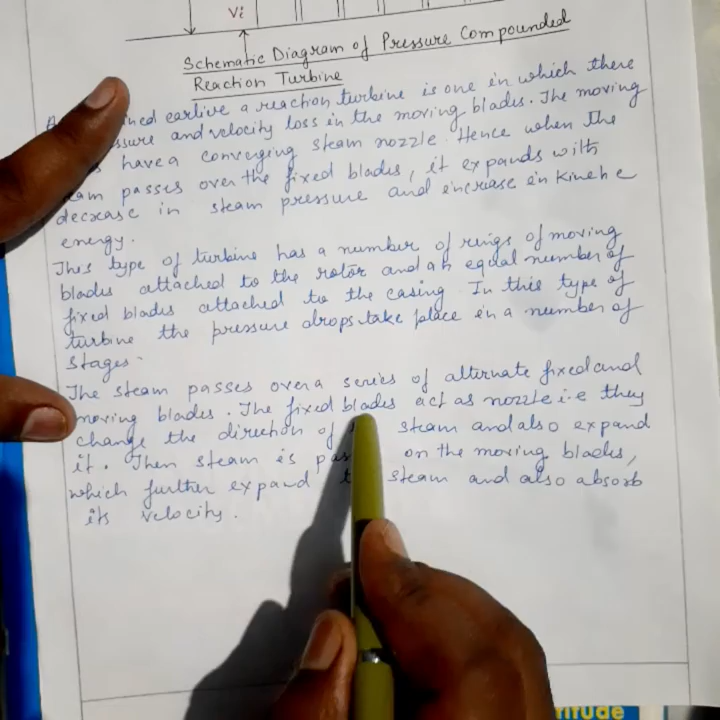 Vi
Schematic Diagram of Pressure Compounded
Reaction Turbine
earlive a reaction turbine is one in which there
ssure and velocity loss in the moving blades. The moving
have a converging steam nozzle. Hence when the
eam passes over the fixed blades, it expands with
decrease in steam pressure and increase in Kinetic
energy.
This type of turbine has a number of rings of moving
blades attached to the rotor and an equal number of
fixed blades attached to the casing. In this type of
turbine the pressure drops take place in a number of
stages.
The steam passes over a series of alternate fixed and
moving blades. The fixed blades act as nozzle i.e they
change the direction of steam and also expand
it. Then steam is pas on the moving blades,
which further expand t steam and also absorb
its velocity.
titude